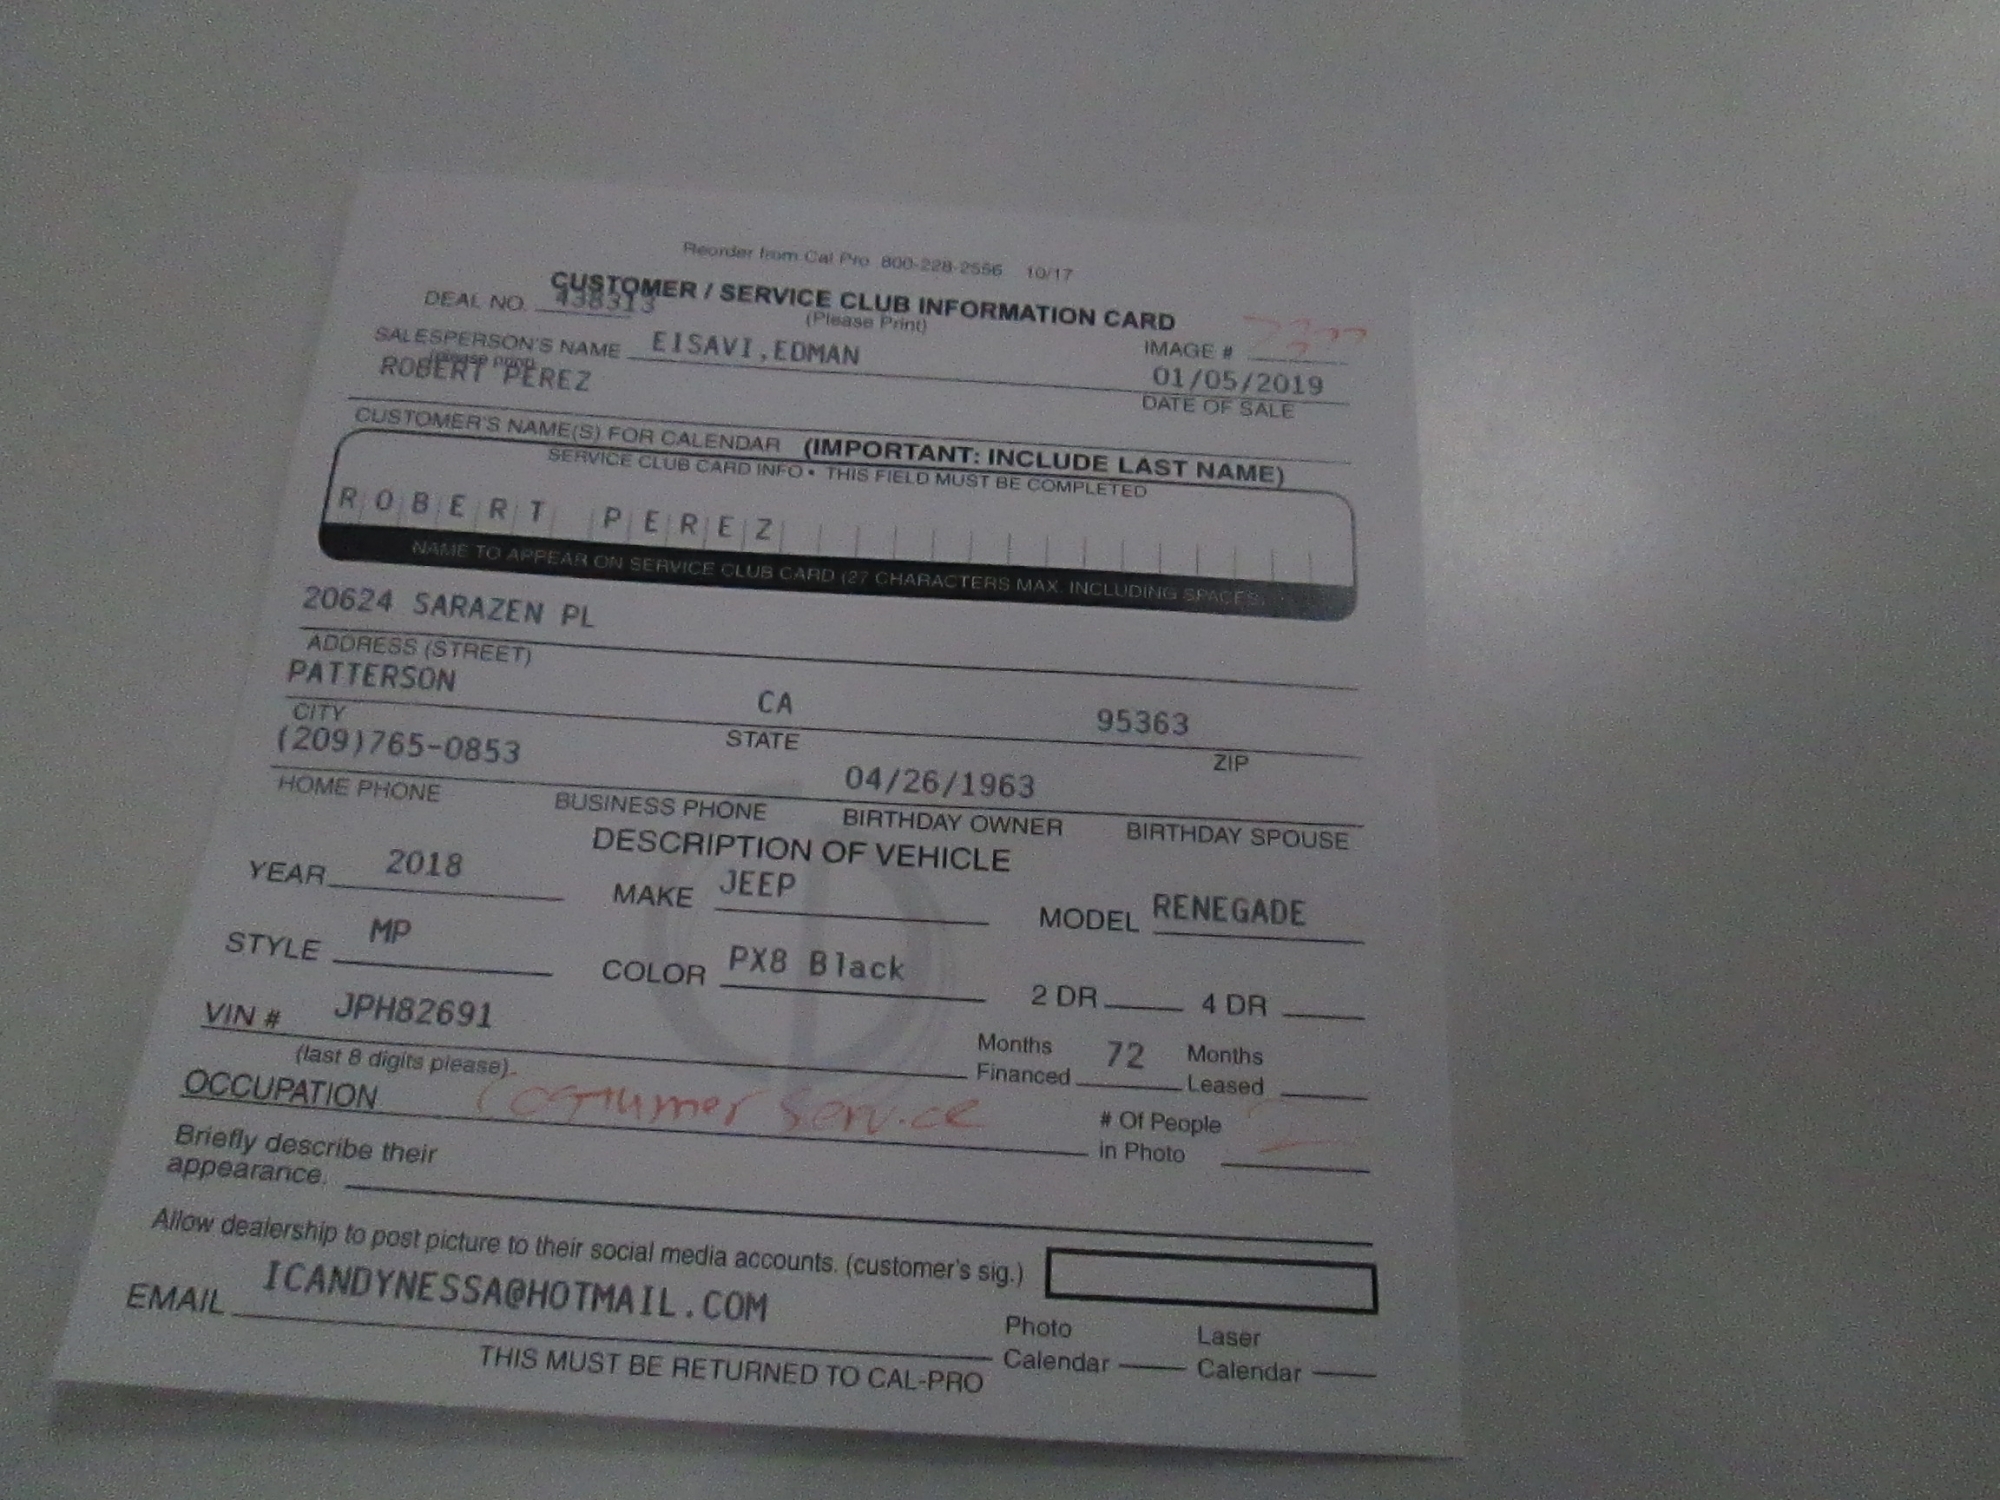 Reorder from Cal Pro 800-228-2556 10/17
CUSTOMER / SERVICE CLUB INFORMATION CARD
(Please Print)
DEAL NO. 438313
IMAGE #
SALESPERSON'S NAME EISAVI,EDMAN
(please print)
ROBERT PEREZ
01/05/2019
DATE OF SALE
CUSTOMER'S NAME(S) FOR CALENDAR (IMPORTANT: INCLUDE LAST NAME)
SERVICE CLUB CARD INFO • THIS FIELD MUST BE COMPLETED
ROBERT PEREZ
NAME TO APPEAR ON SERVICE CLUB CARD (27 CHARACTERS MAX. INCLUDING SPACES)
20624 SARAZEN PL
ADDRESS (STREET)
PATTERSON CA 95363
CITY STATE ZIP
(209)765-0853 04/26/1963
HOME PHONE BUSINESS PHONE BIRTHDAY OWNER BIRTHDAY SPOUSE
DESCRIPTION OF VEHICLE
YEAR 2018 MAKE JEEP MODEL RENEGADE
STYLE MP COLOR PX8 Black 2 DR 4 DR
VIN # JPH82691
(last 8 digits please)
Months Financed 72 Months Leased
OCCUPATION Costumer Service
# Of People in Photo
Briefly describe their
appearance.
Allow dealership to post picture to their social media accounts. (customer's sig.)
EMAIL ICANDYNESSA@HOTMAIL.COM
Photo Calendar Laser Calendar
THIS MUST BE RETURNED TO CAL-PRO